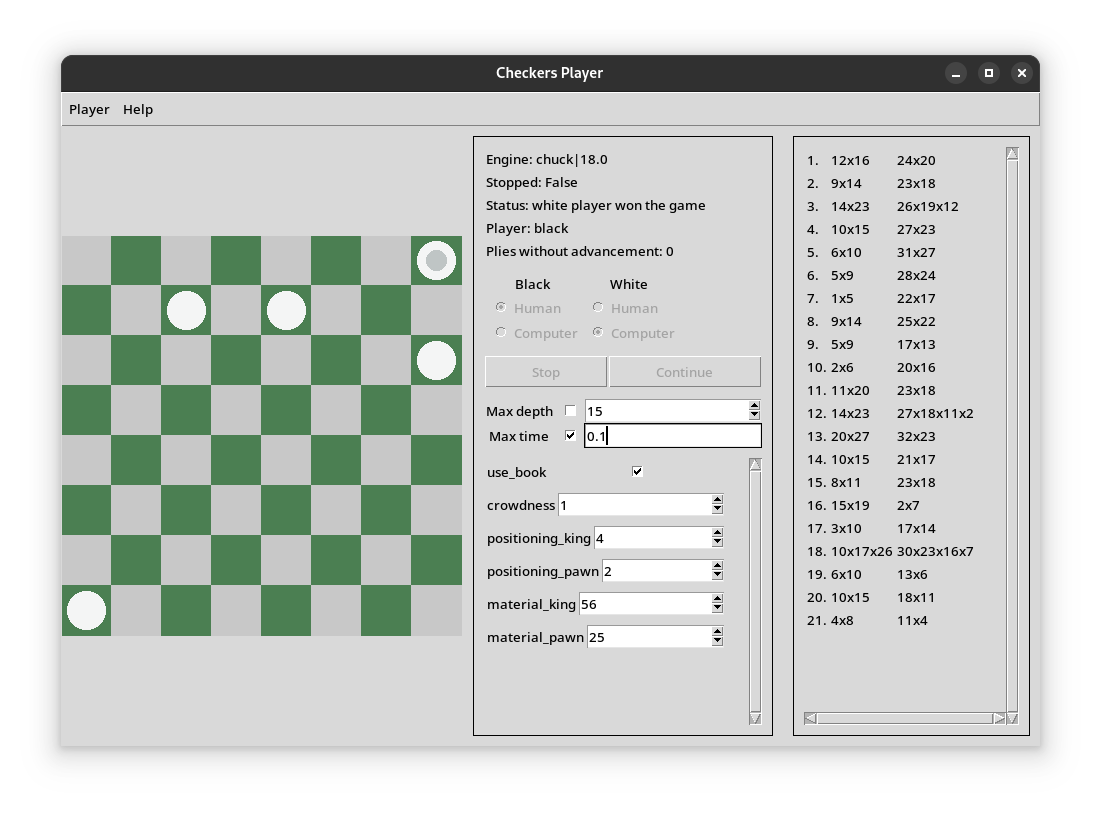 Checkers Player
Player Help
Engine: chuck|18.0
Stopped: False
Status: white player won the game
Player: black
Plies without advancement: 0
Black White
Human Human
Computer Computer
Stop Continue
Max depth 15
Max time 0.1
use_book
crowdness 1
positioning_king 4
positioning_pawn 2
material_king 56
material_pawn 25
1. 12x16 24x20
2. 9x14 23x18
3. 14x23 26x19x12
4. 10x15 27x23
5. 6x10 31x27
6. 5x9 28x24
7. 1x5 22x17
8. 9x14 25x22
9. 5x9 17x13
10. 2x6 20x16
11. 11x20 23x18
12. 14x23 27x18x11x2
13. 20x27 32x23
14. 10x15 21x17
15. 8x11 23x18
16. 15x19 2x7
17. 3x10 17x14
18. 10x17x26 30x23x16x7
19. 6x10 13x6
20. 10x15 18x11
21. 4x8 11x4